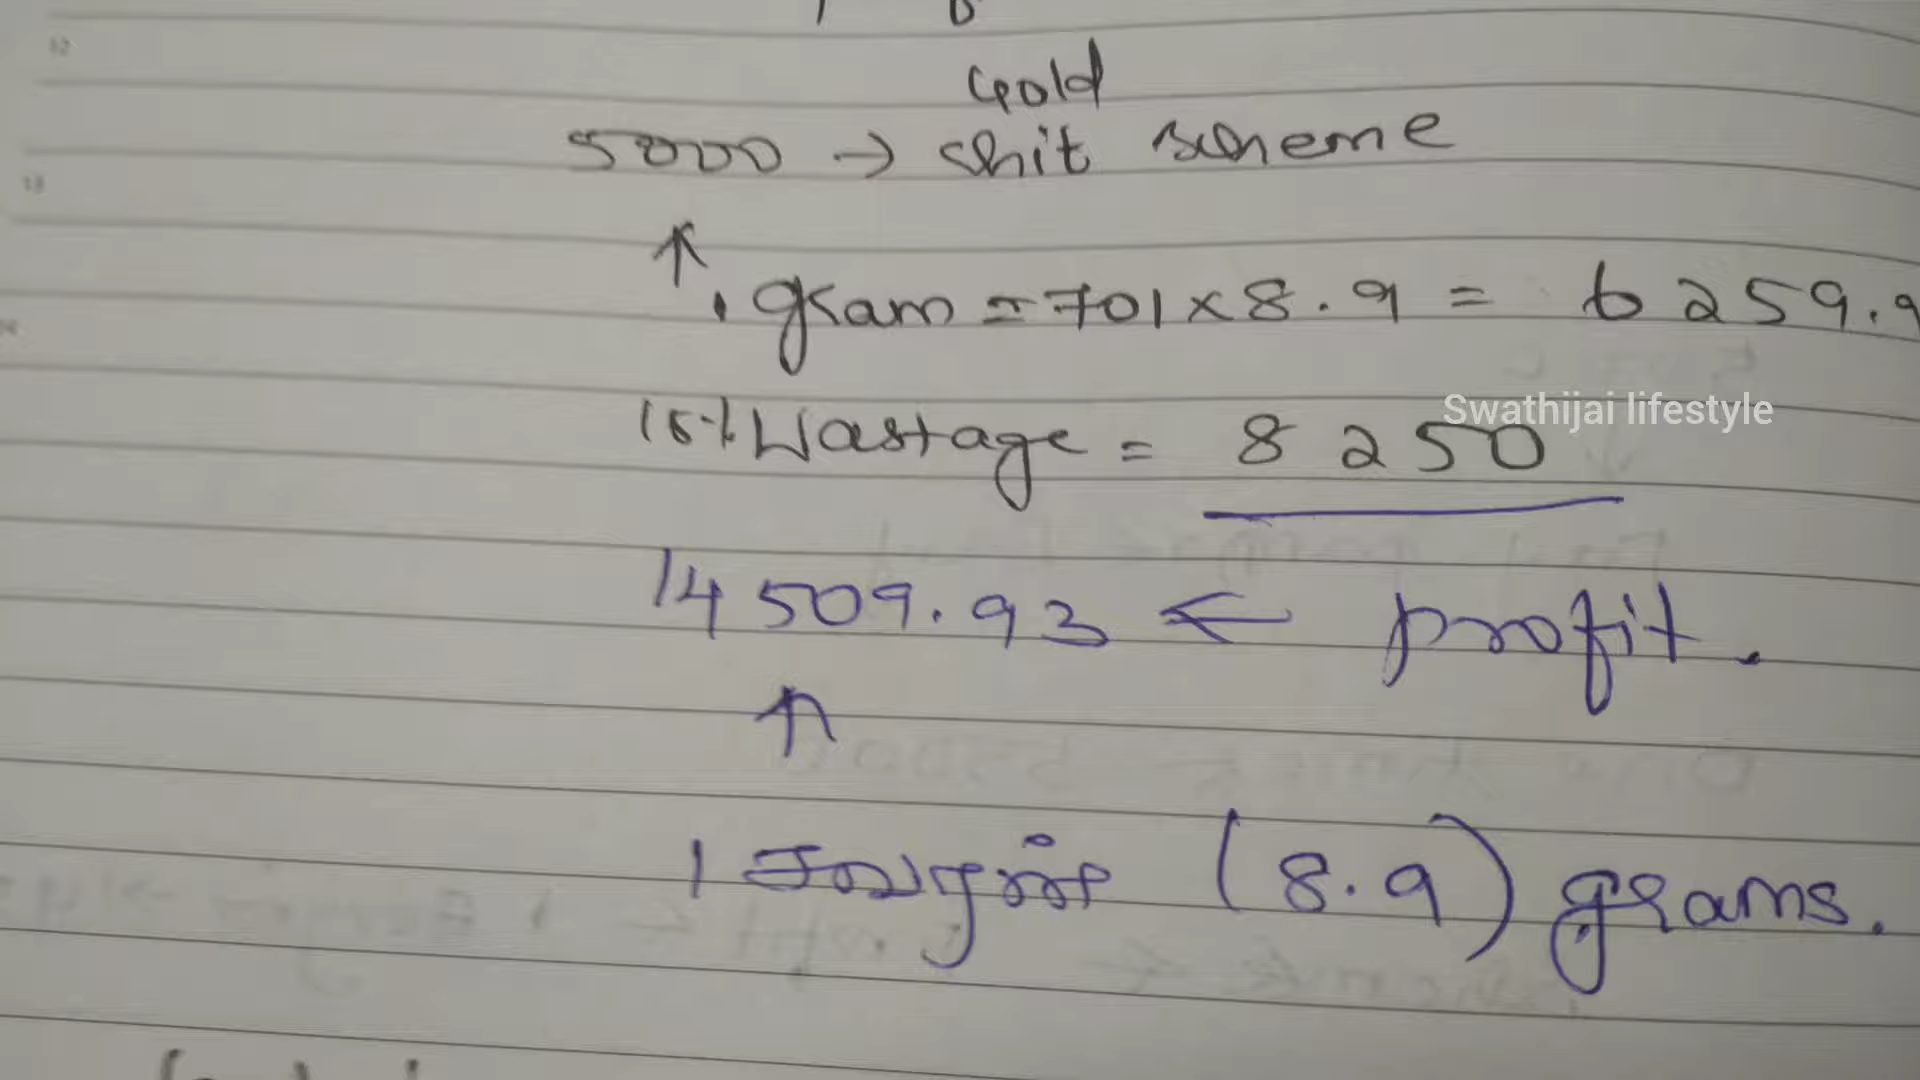 Gold
5000 → shit scheme
↑ 1 gram = 701 x 8.9 = 6259.9
Swathijai lifestyle
15% Wastage = 8250
14509.93 ← profit.
↑
1 சவரன் (8.9) grams.